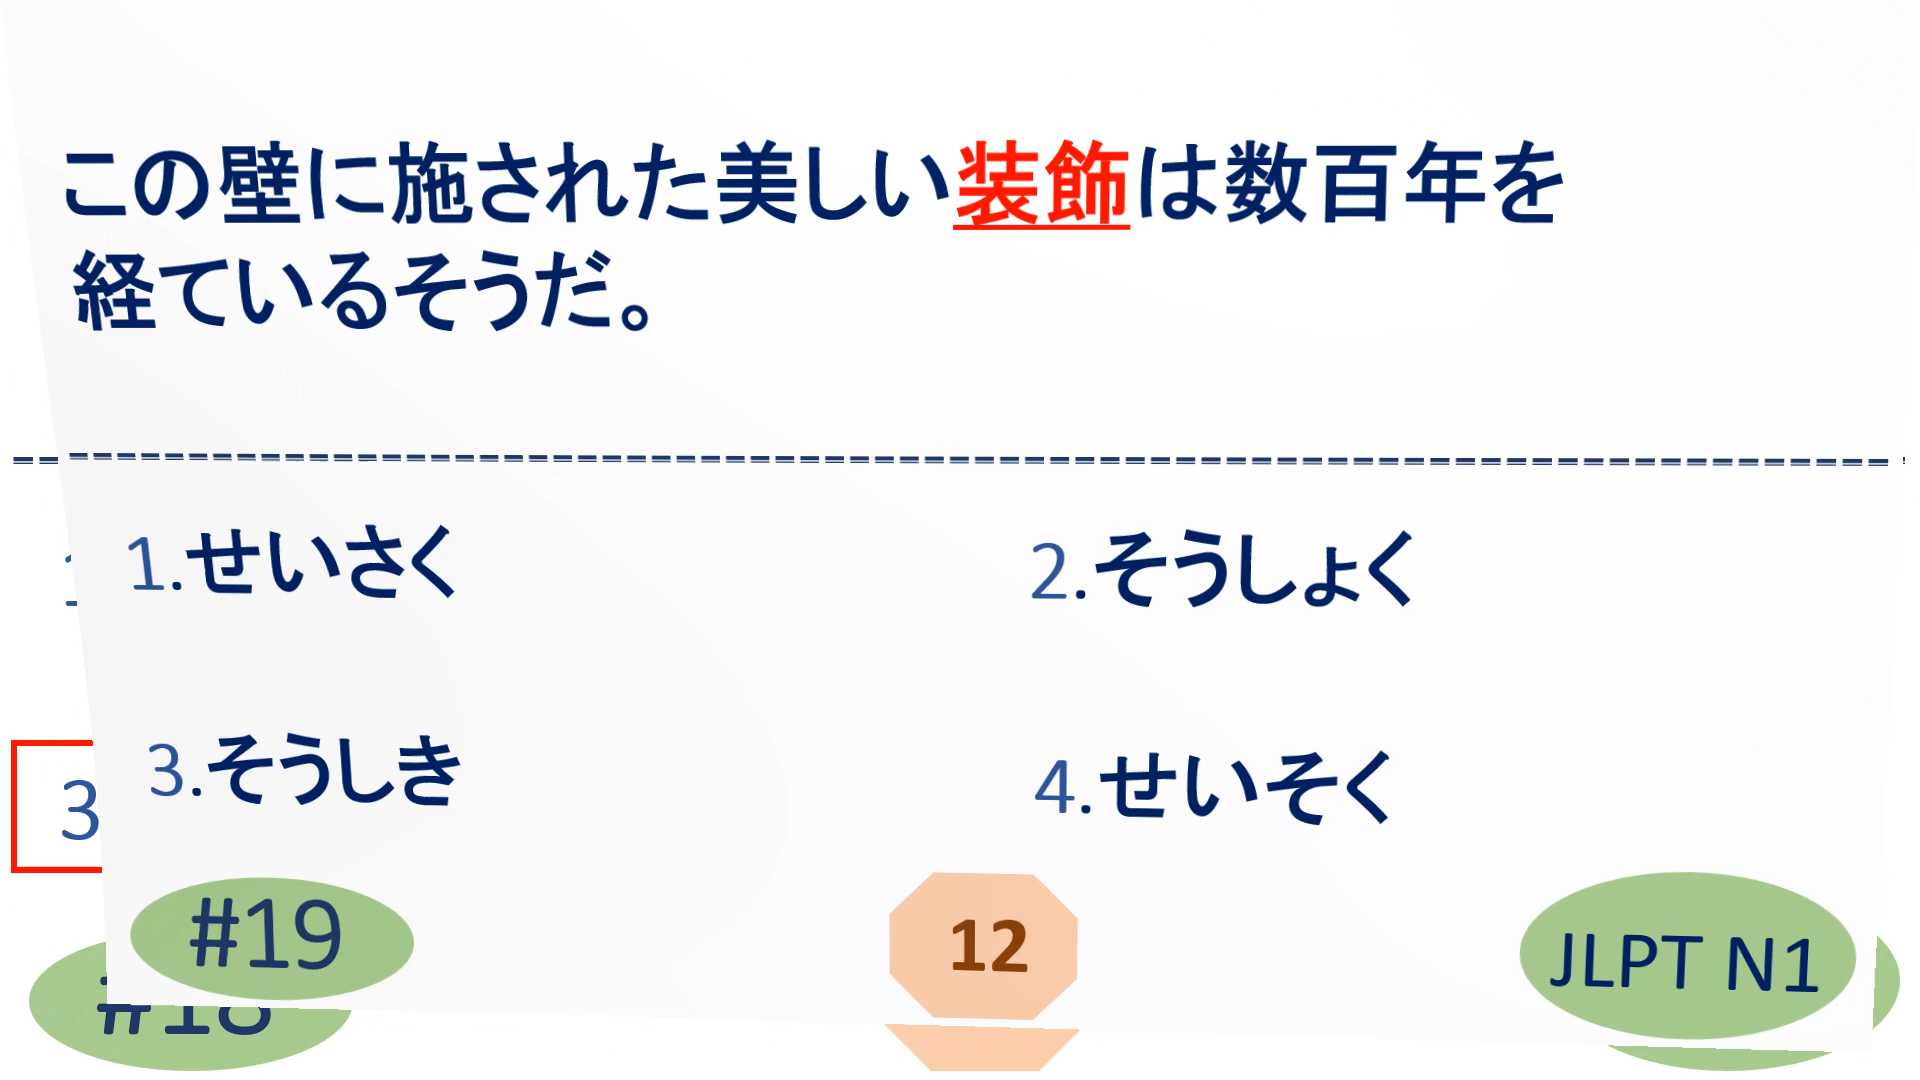 この壁に施された美しい装飾は数百年を
経ているそうだ。
1.せいさく
2.そうしょく
3.そうしき
4.せいそく
3
#19
12
JLPT N1
#18